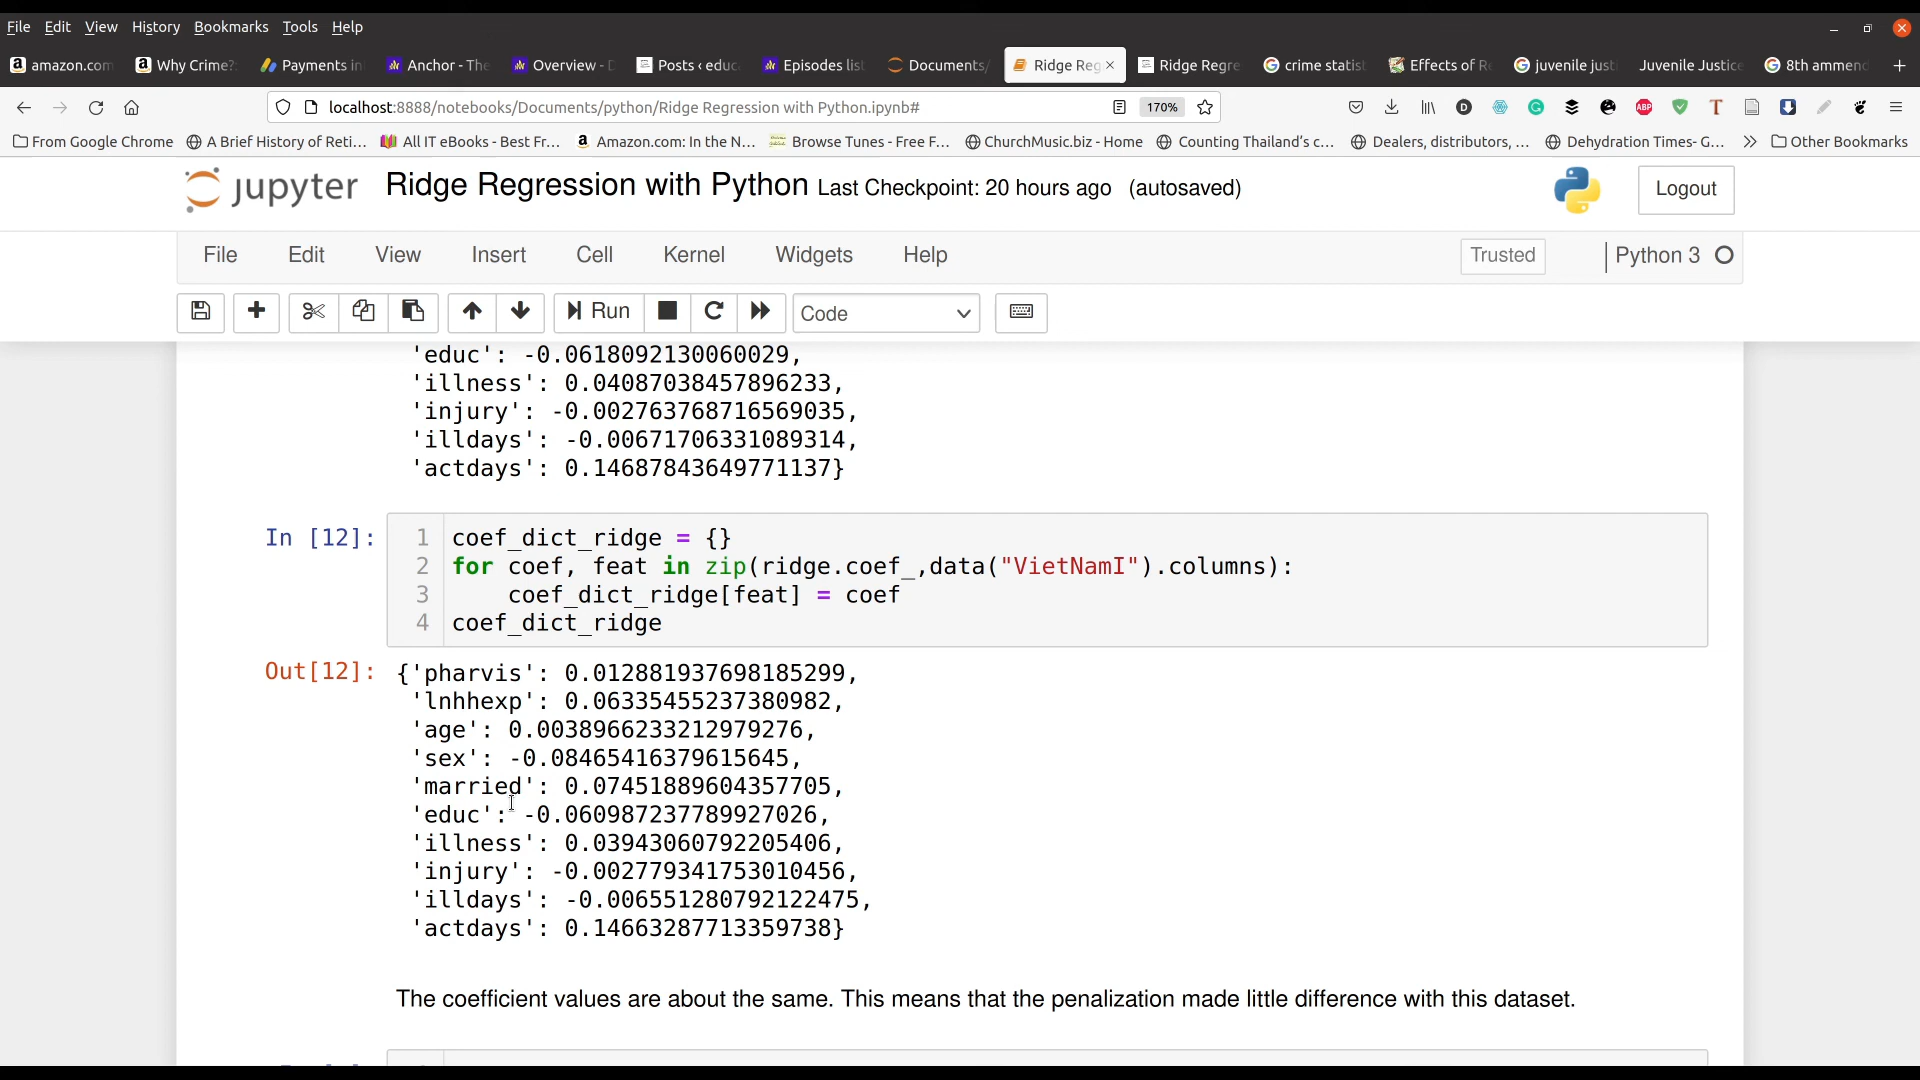 File Edit View History Bookmarks Tools Help
amazon.com Why Crime? Payments in Anchor - The Overview - Posts ‹ educ Episodes list Documents/ Ridge Reg Ridge Regre crime statist Effects of R juvenile just Juvenile Justice 8th ammend
localhost:8888/notebooks/Documents/python/Ridge Regression with Python.ipynb# 170%
From Google Chrome A Brief History of Reti... All IT eBooks - Best Fr... Amazon.com: In the N... Browse Tunes - Free F... ChurchMusic.biz - Home Counting Thailand's c... Dealers, distributors, ... Dehydration Times- G... Other Bookmarks
jupyter Ridge Regression with Python Last Checkpoint: 20 hours ago (autosaved) Logout
File Edit View Insert Cell Kernel Widgets Help Trusted Python 3
Run Code
'educ': -0.0618092130060029,
'illness': 0.04087038457896233,
'injury': -0.002763768716569035,
'illdays': -0.00671706331089314,
'actdays': 0.14687843649771137}
In [12]: 1 coef_dict_ridge = {}
2 for coef, feat in zip(ridge.coef_,data("VietNamI").columns):
3 coef_dict_ridge[feat] = coef
4 coef_dict_ridge
Out[12]: {'pharvis': 0.012881937698185299,
'lnhhexp': 0.06335455237380982,
'age': 0.0038966233212979276,
'sex': -0.08465416379615645,
'married': 0.07451889604357705,
'educ': -0.060987237789927026,
'illness': 0.03943060792205406,
'injury': -0.002779341753010456,
'illdays': -0.006551280792122475,
'actdays': 0.14663287713359738}
The coefficient values are about the same. This means that the penalization made little difference with this dataset.